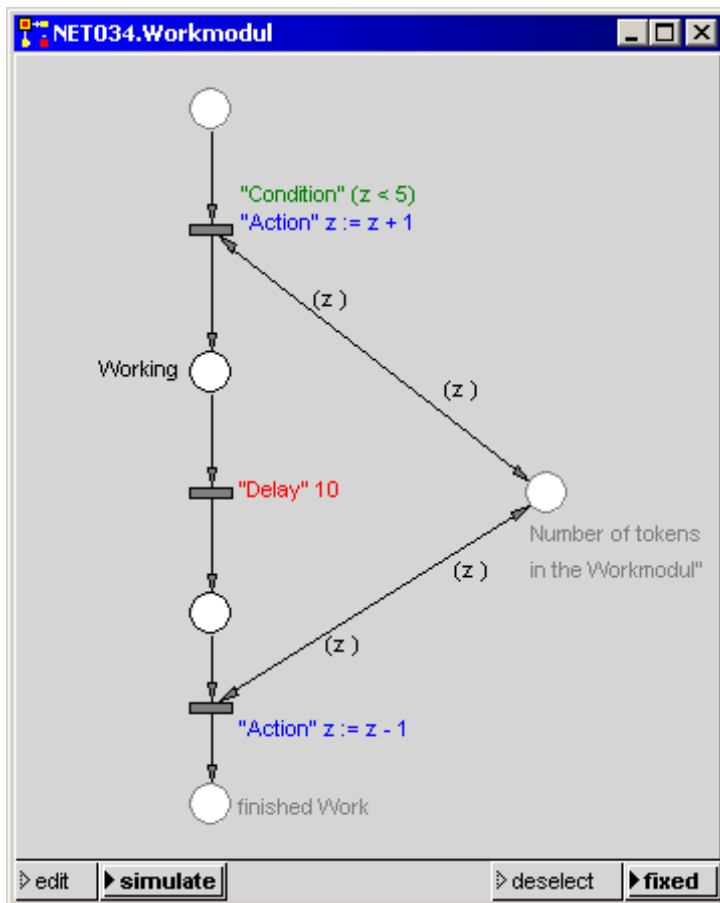 NET034.Workmodul
"Condition" (z < 5)
"Action" z := z + 1
(z )
Working
(z )
"Delay" 10
Number of tokens
in the Workmodul"
(z )
(z )
"Action" z := z - 1
finished Work
edit simulate deselect fixed